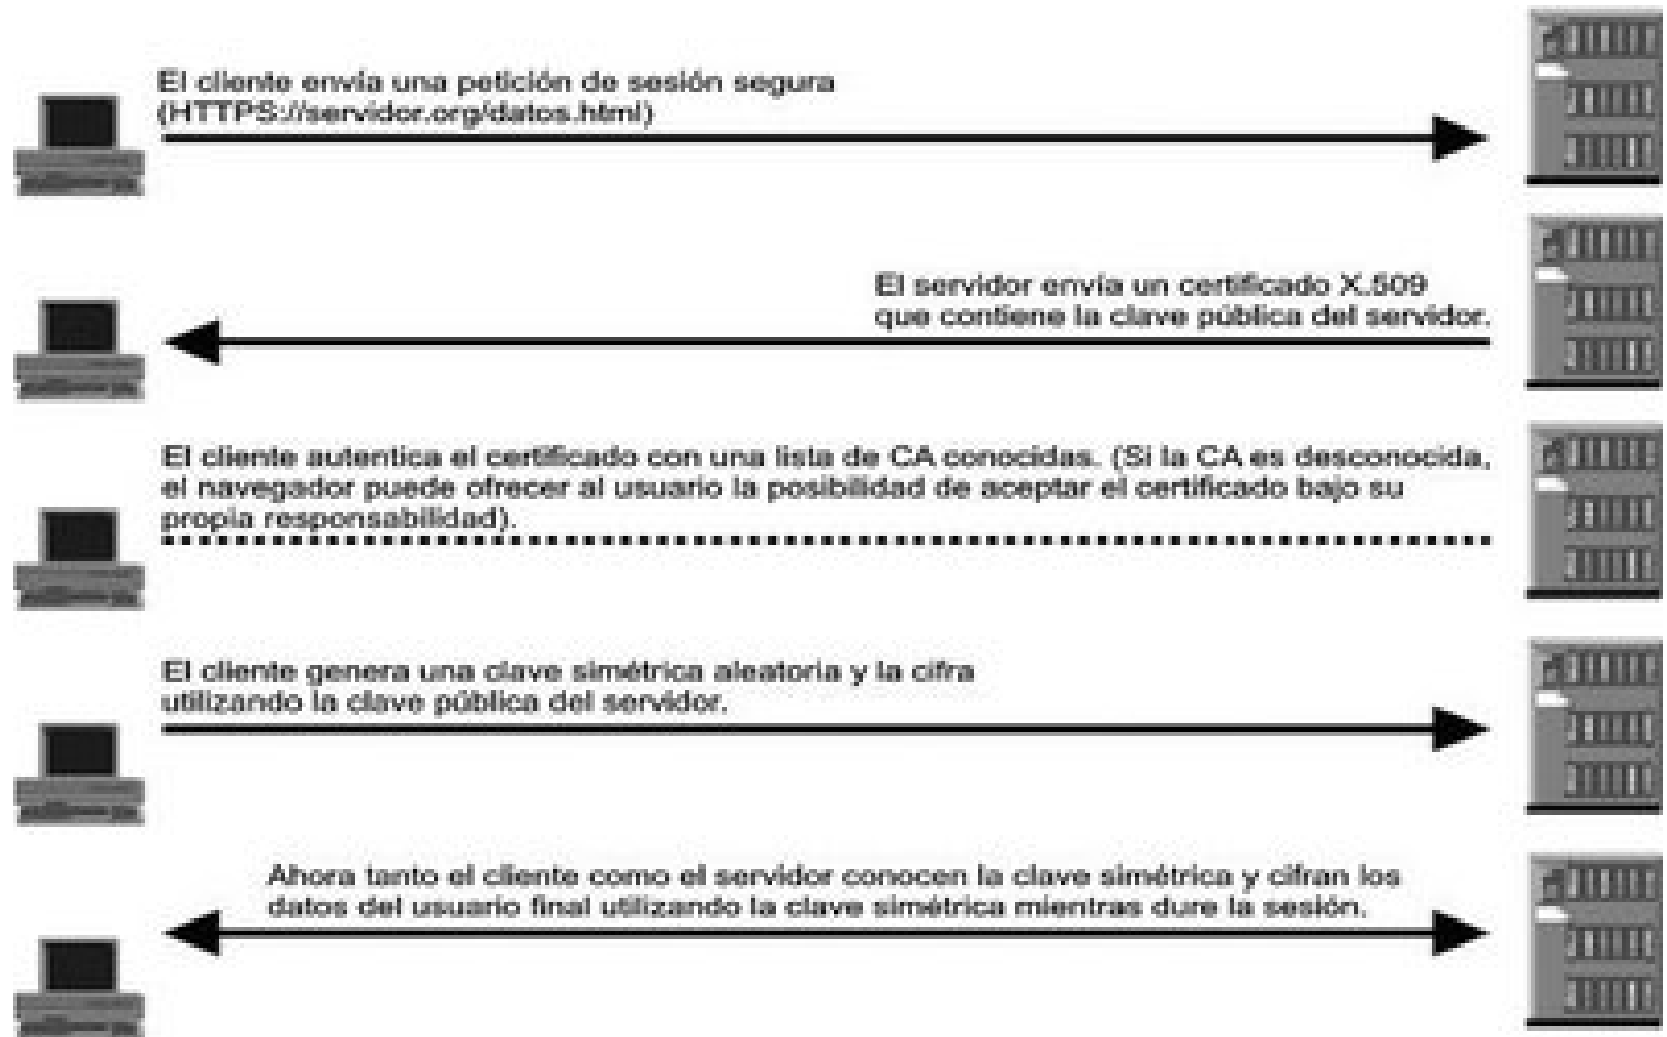 El cliente envía una petición de sesión segura
(HTTPS://servidor.org/datos.html)
El servidor envía un certificado X.509
que contiene la clave pública del servidor.
El cliente autentica el certificado con una lista de CA conocidas. (Si la CA es desconocida,
el navegador puede ofrecer al usuario la posibilidad de aceptar el certificado bajo su
propia responsabilidad).
El cliente genera una clave simétrica aleatoria y la cifra
utilizando la clave pública del servidor.
Ahora tanto el cliente como el servidor conocen la clave simétrica y cifran los
datos del usuario final utilizando la clave simétrica mientras dure la sesión.